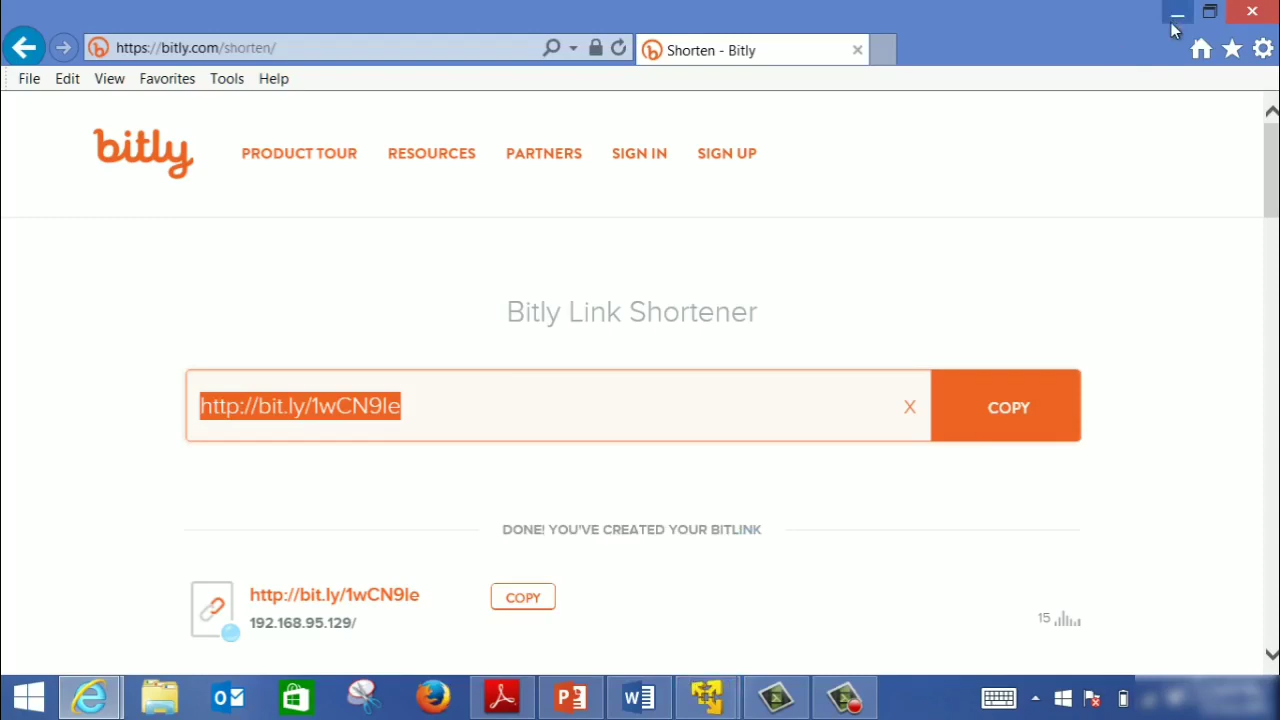 https://bitly.com/shorten/
Shorten - Bitly
File Edit View Favorites Tools Help
bitly
PRODUCT TOUR RESOURCES PARTNERS SIGN IN SIGN UP
Bitly Link Shortener
http://bit.ly/1wCN9le
X
COPY
DONE! YOU'VE CREATED YOUR BITLINK
http://bit.ly/1wCN9le
COPY
192.168.95.129/
15